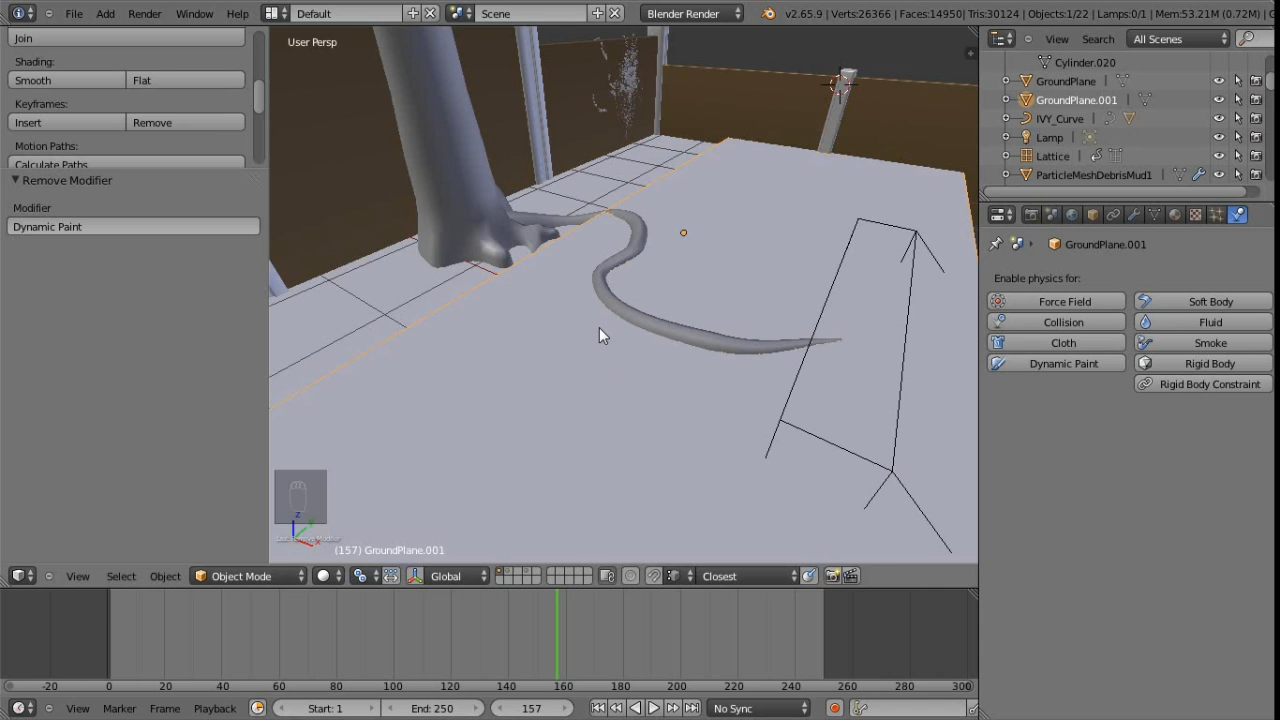 File Add Render Window Help Default Scene Blender Render v2.65.9 | Verts:26366 | Faces:14950| Tris:30124 | Objects:1/22 | Lamps:0/1 | Mem:53.21M (0.72M) |
Join
Shading:
Smooth Flat
Keyframes:
Insert Remove
Motion Paths:
Calculate Paths
Remove Modifier
Modifier
Dynamic Paint
User Persp
z
(157) GroundPlane.001
View Search All Scenes
Cylinder.020
GroundPlane
GroundPlane.001
IVY_Curve
Lamp
Lattice
ParticleMeshDebrisMud1
GroundPlane.001
Enable physics for:
Force Field Soft Body
Collision Fluid
Cloth Smoke
Dynamic Paint Rigid Body
Rigid Body Constraint
View Select Object Object Mode Global Closest
-20 0 20 40 60 80 100 120 140 160 180 200 220 240 260 280 300
View Marker Frame Playback Start: 1 End: 250 157 No Sync